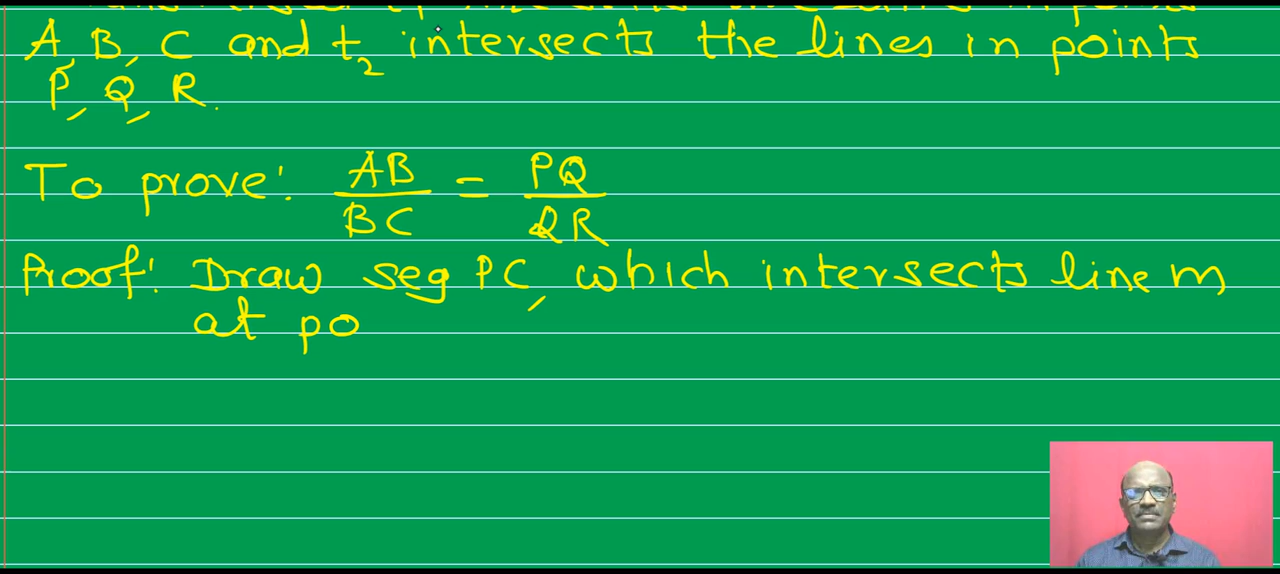 A, B, C and t₂ intersects the lines in points
P, Q, R.
To prove: AB/BC = PQ/QR
Proof: Draw seg PC, which intersects line m
at po